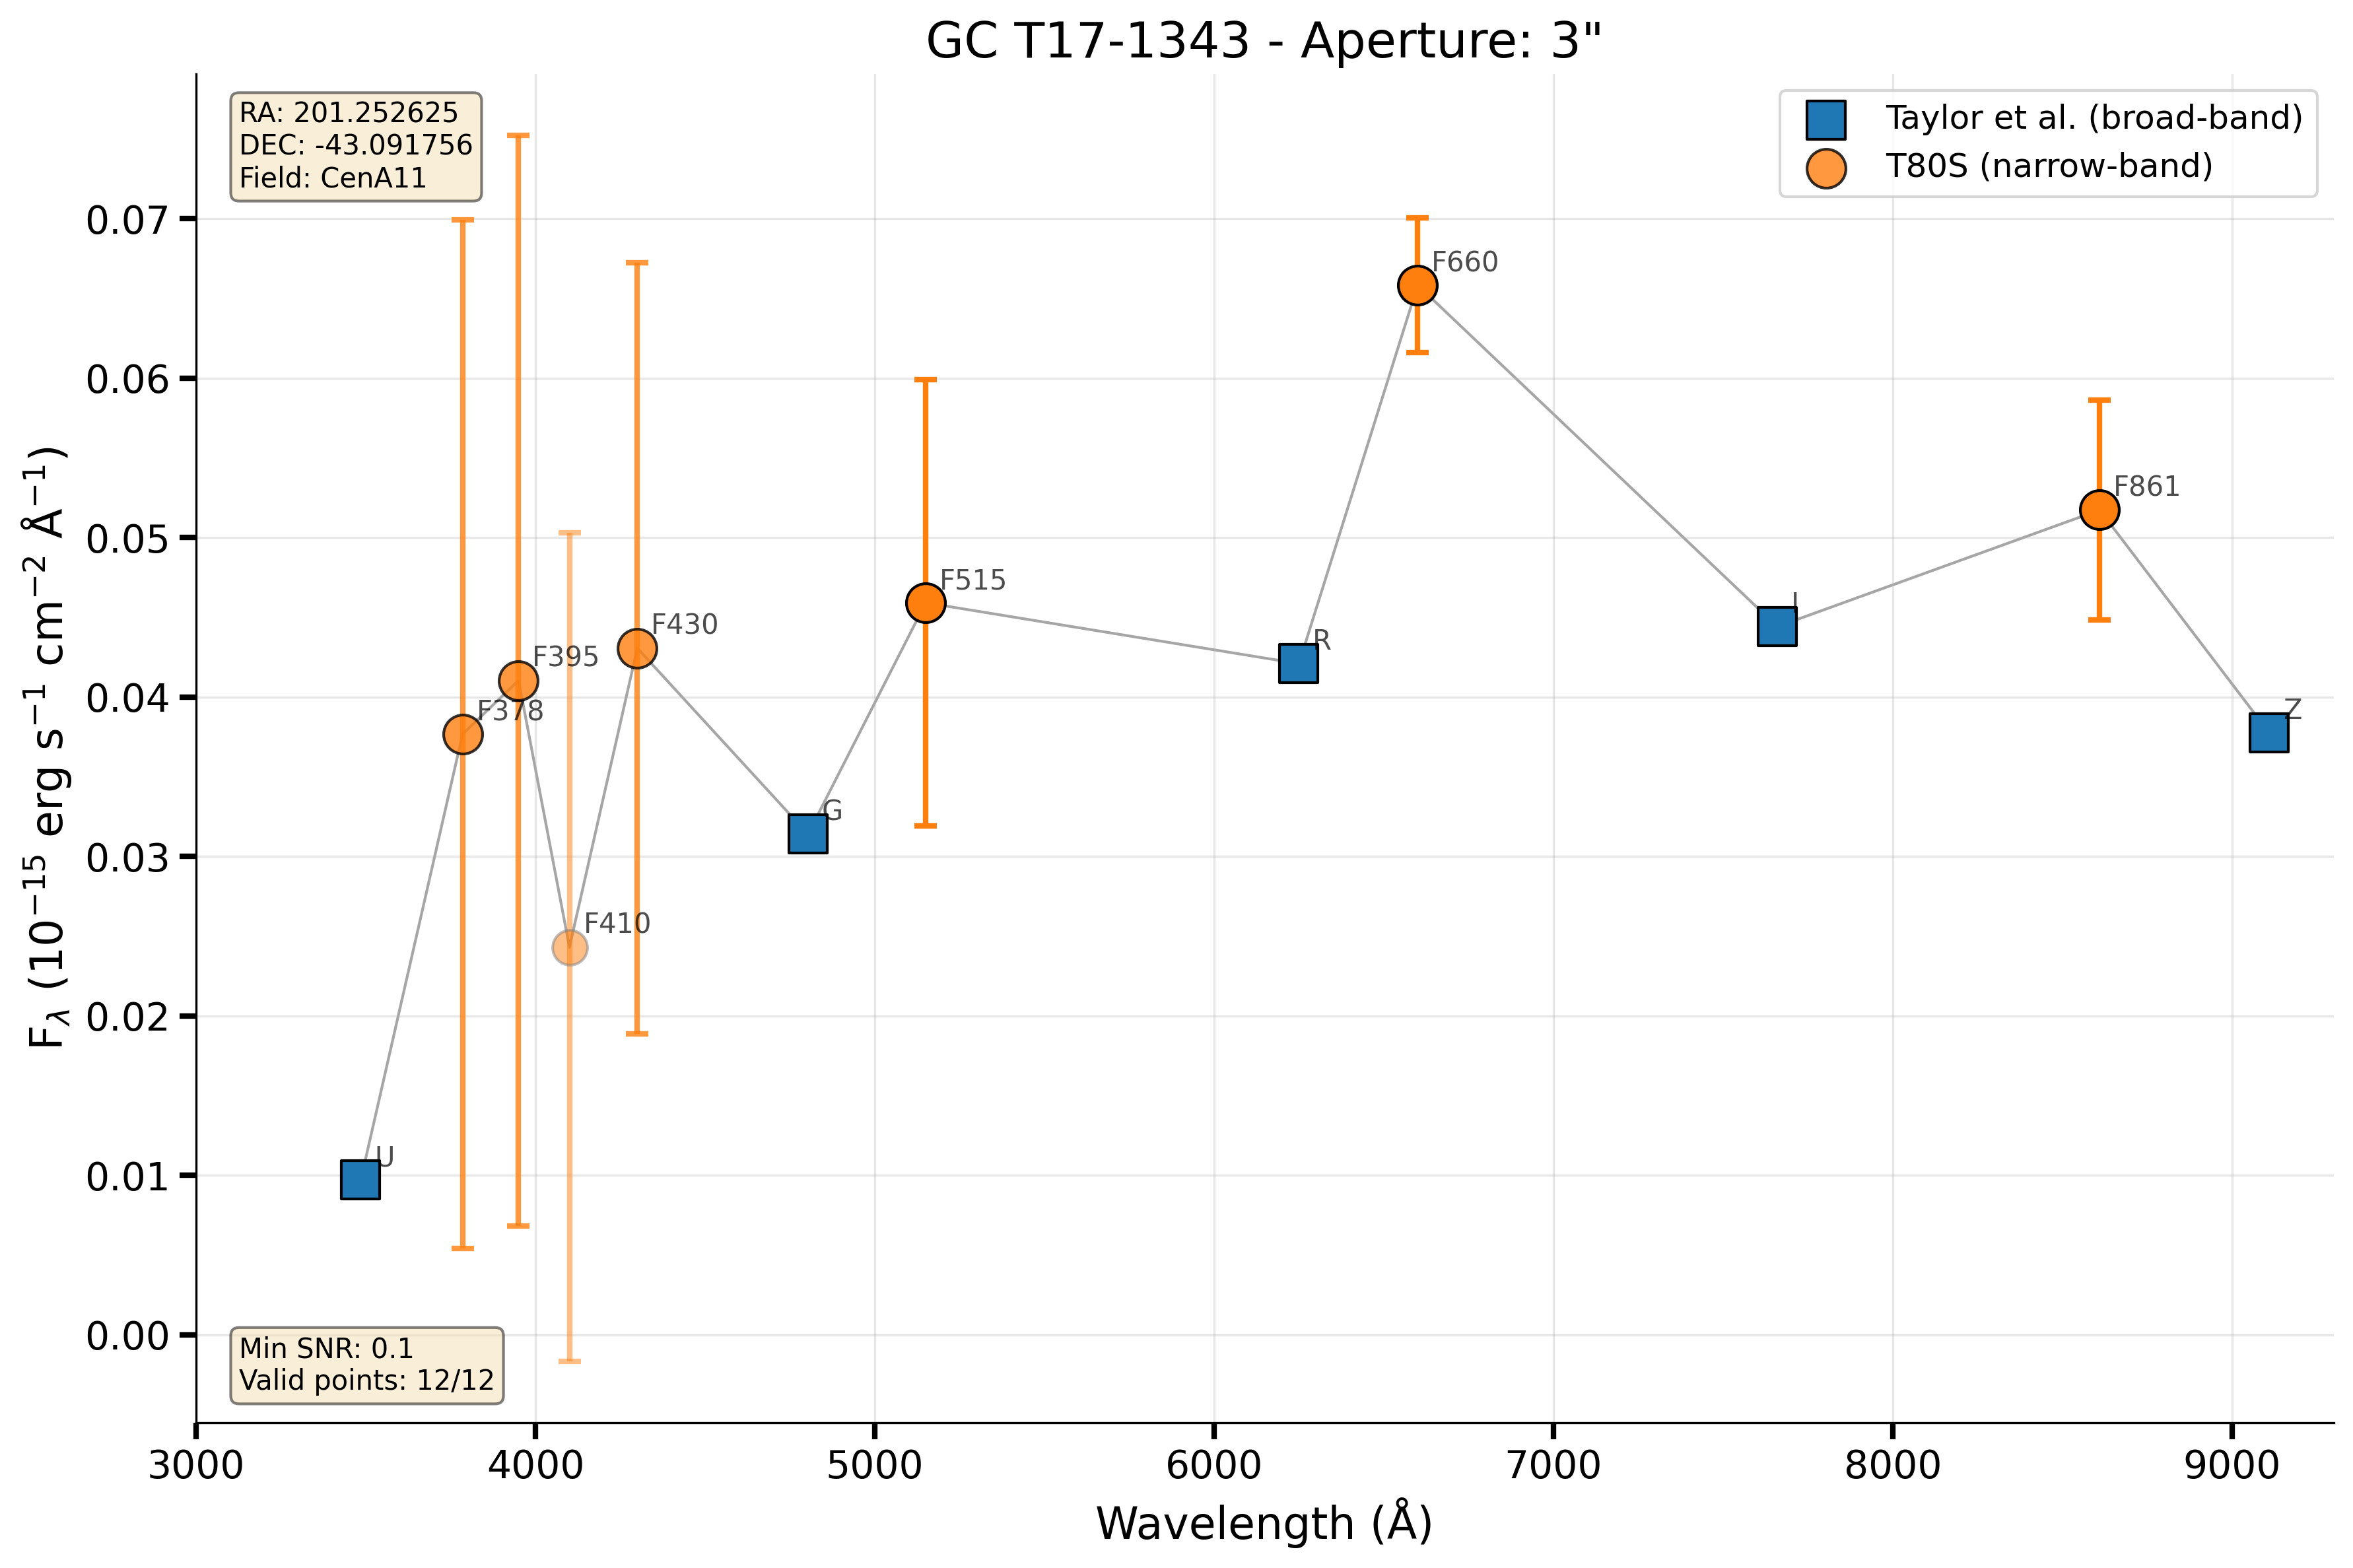 GC T17-1343 - Aperture: 3"
RA: 201.252625
DEC: -43.091756
Field: CenA11
Taylor et al. (broad-band)
T80S (narrow-band)
F660
F861
F515
F430
F395
F378
F410
I
R
Z
G
U
0.07
0.06
0.05
0.04
0.03
0.02
0.01
0.00
F$_{λ}$ (10$^{−15}$ erg s$^{−1}$ cm$^{−2}$ Å$^{−1}$)
Min SNR: 0.1
Valid points: 12/12
3000 4000 5000 6000 7000 8000 9000
Wavelength (Å)